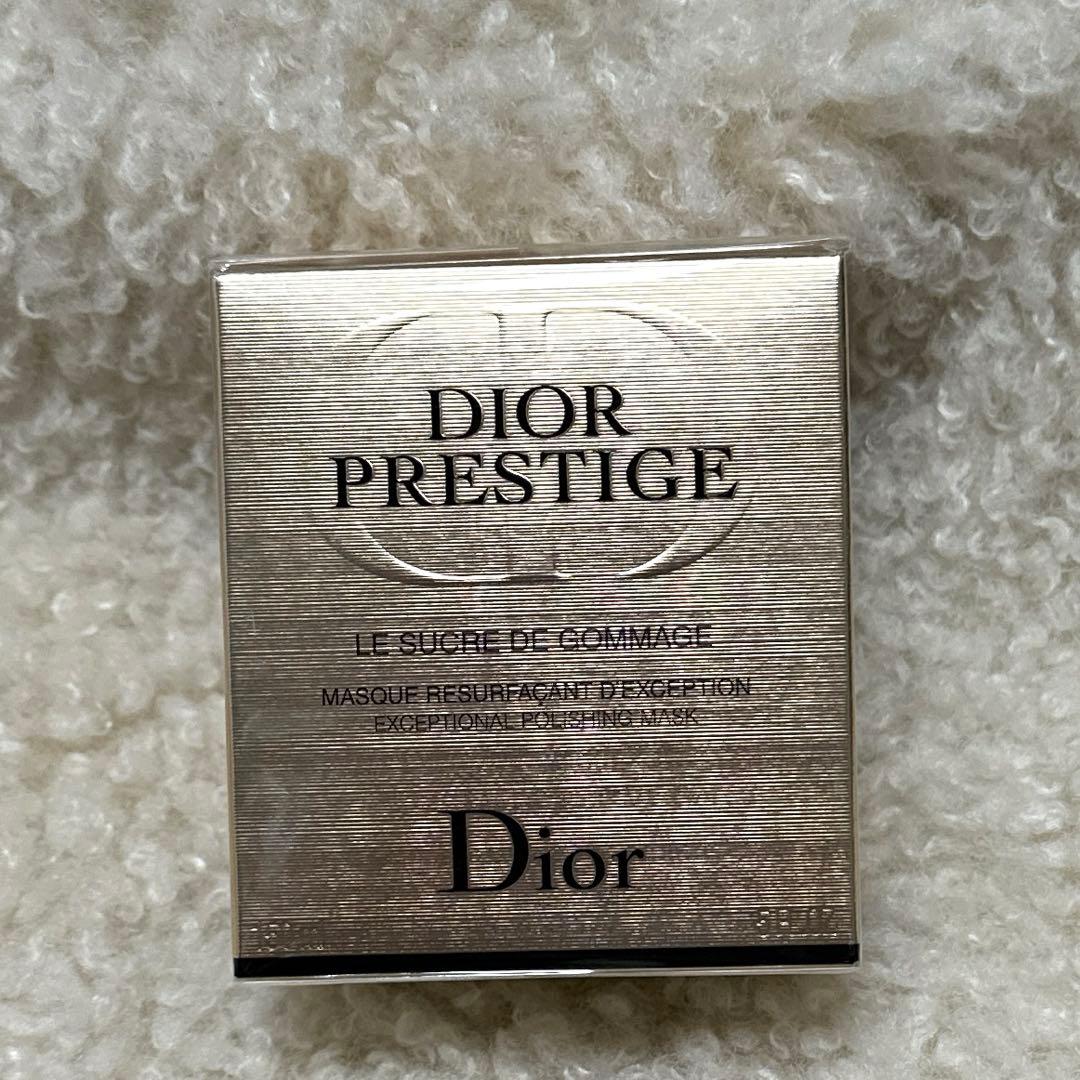 DIOR
PRESTIGE
LE SUCRE DE GOMMAGE
MASQUE RESURFAÇANT D'EXCEPTION
EXCEPTIONAL POLISHING MASK
Dior